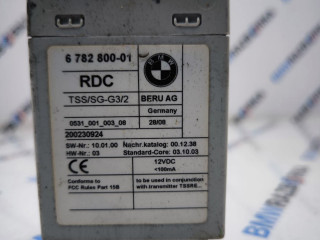 6 782 800-01
BMW
RDC
TSS/SG-G3/2
BERU AG
0531_001_003_06
28/08
200230924
SW-Nr.: 10.01.00 Nachr.katalog: 00.12.38
HW-Nr.: 03 Standard-Core: 03.10.03
CE
12VDC
<100mA
Conforms to
FCC Rules Part 15B
to be used in conjunction
with transmitter TSSRE...